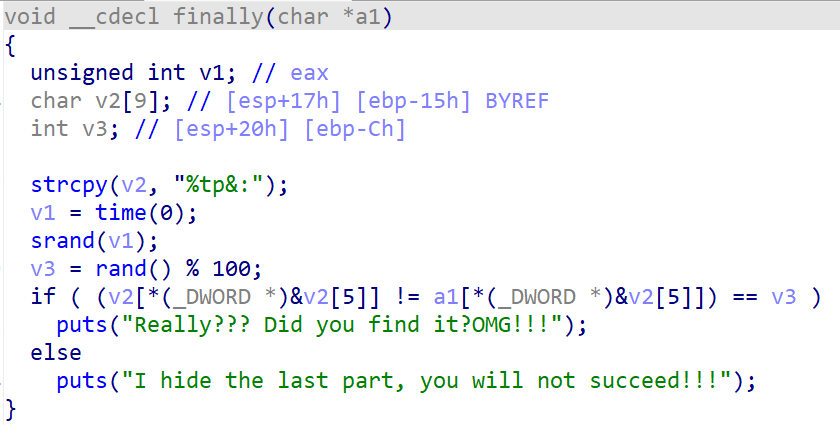 void __cdecl finally(char *a1)
{
  unsigned int v1; // eax
  char v2[9]; // [esp+17h] [ebp-15h] BYREF
  int v3; // [esp+20h] [ebp-Ch]

  strcpy(v2, "%tp&:");
  v1 = time(0);
  srand(v1);
  v3 = rand() % 100;
  if ( (v2[*(_DWORD *)&v2[5]] != a1[*(_DWORD *)&v2[5]]) == v3 )
    puts("Really??? Did you find it?OMG!!!");
  else
    puts("I hide the last part, you will not succeed!!!");
}